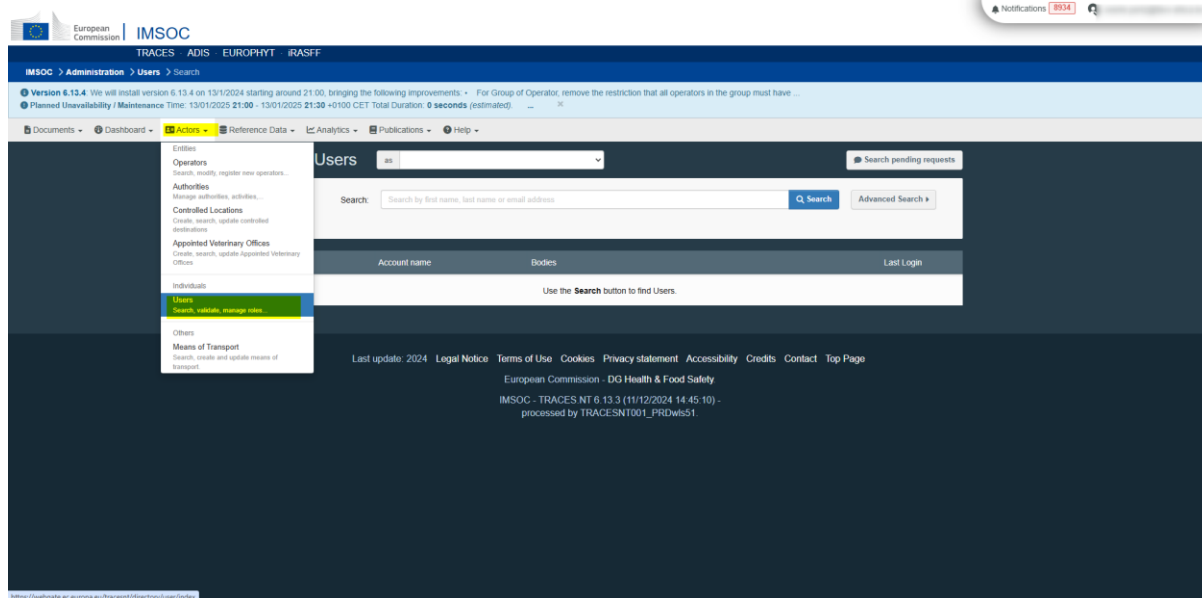 Notifications 8934
European
Commission
IMSOC
TRACES · ADIS · EUROPHYT · iRASFF
IMSOC > Administration > Users > Search
Version 6.13.4: We will install version 6.13.4 on 13/1/2024 starting around 21:00, bringing the following improvements: • For Group of Operator, remove the restriction that all operators in the group must have ...
Planned Unavailability / Maintenance Time: 13/01/2025 21:00 - 13/01/2025 21:30 +0100 CET Total Duration: 0 seconds (estimated). ... ×
Documents Dashboard Actors Reference Data Analytics Publications Help
Entities
Operators
Search, modify, register new operators...
Authorities
Manage authorities, activities,...
Controlled Locations
Create, search, update controlled
destinations
Appointed Veterinary Offices
Create, search, update Appointed Veterinary
Offices
Individuals
Users
Search, validate, manage roles...
Others
Means of Transport
Search, create and update means of
transport
Users as Search pending requests
Search: Search by first name, last name or email address Search Advanced Search
Account name Bodies Last Login
Use the Search button to find Users.
Last update: 2024 Legal Notice Terms of Use Cookies Privacy statement Accessibility Credits Contact Top Page
European Commission - DG Health & Food Safety.
IMSOC - TRACES.NT 6.13.3 (11/12/2024 14:45:10) -
processed by TRACESNT001_PRDwls51.
https://webgate.ec.europa.eu/tracesnt/directory/user/index